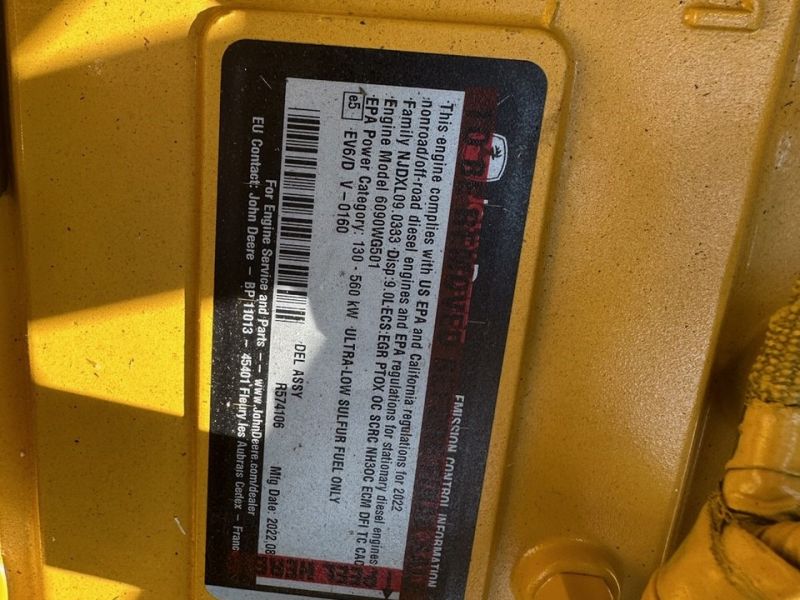 EMISSION CONTROL INFORMATION
·This engine complies with US EPA and California regulations for 2022
nonroad/off-road diesel engines and EPA regulations for stationary diesel engines
·Family NJDXL09.0333 ·Disp:9.0L·ECS:EGR PTOX OC SCRC NH3OC ECM DFI TC CAC
·Engine Model 6090WG501
·EPA Power Category: 130 - 560 kW ·ULTRA-LOW SULFUR FUEL ONLY
e5 EV6/D V-0160
·DEL ASSY
R574106 Mfg Date: 2022.08
For Engine Service and Parts - - www.JohnDeere.com/dealer
EU Contact: John Deere - BP 11013 - 45401 Fleury les Aubrais Cedex - Franc